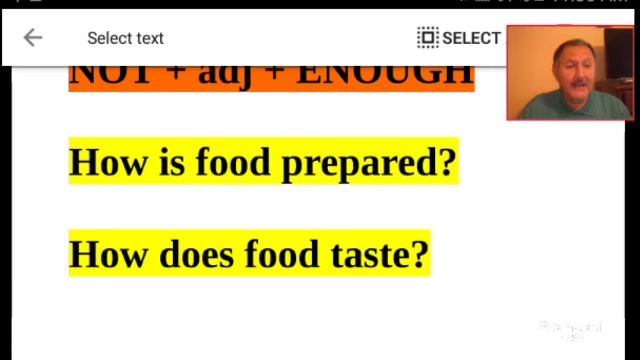 Select text
SELECT
NOT + adj + ENOUGH
How is food prepared?
How does food taste?